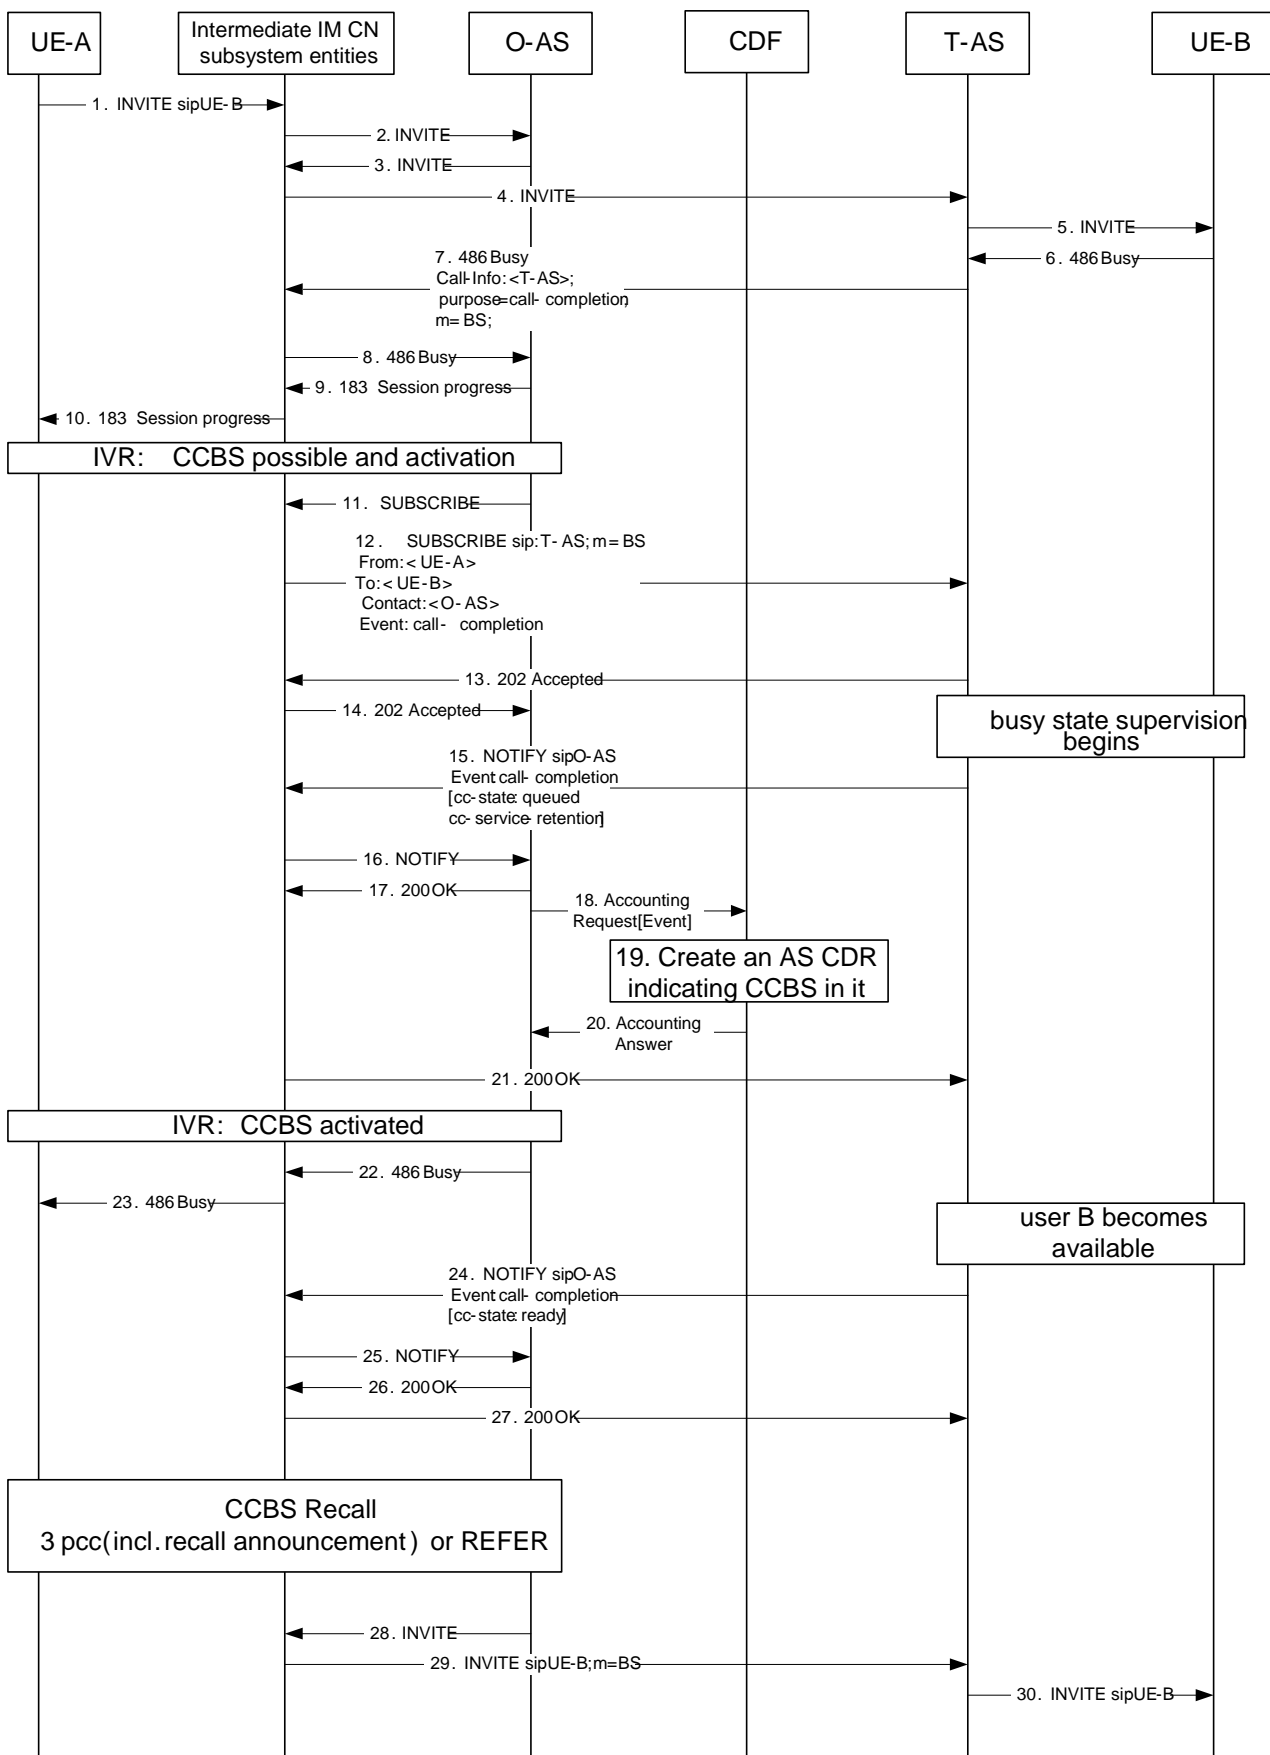 UE-A
Intermediate IM CN
subsystem entities
O-AS
CDF
T-AS
UE-B
1. INVITE sipUE-B
2. INVITE
3. INVITE
4. INVITE
5. INVITE
6. 486 Busy
7. 486 Busy
Call-Info:<T-AS>;
purpose=call- completion;
m= BS;
8. 486 Busy
9. 183 Session progress
10. 183 Session progress
IVR: CCBS possible and activation
11. SUBSCRIBE
12. SUBSCRIBE sip:T- AS; m= BS
From:< UE-A>
To:< UE-B>
Contact:<O- AS>
Event: call- completion
13. 202 Accepted
14. 202 Accepted
busy state supervision
begins
15. NOTIFY sipO-AS
Event:call- completion
[cc-state: queued
cc- service- retention]
16. NOTIFY
17. 200 OK
18. Accounting
Request[Event]
19. Create an AS CDR
indicating CCBS in it
20. Accounting
Answer
21. 200 OK
IVR: CCBS activated
22. 486 Busy
23. 486 Busy
user B becomes
available
24. NOTIFY sipO-AS
Event:call- completion
[cc-state: ready]
25. NOTIFY
26. 200 OK
27. 200 OK
CCBS Recall
3 pcc(incl. recall announcement) or REFER
28. INVITE
29. INVITE sipUE-B;m=BS
30. INVITE sipUE-B